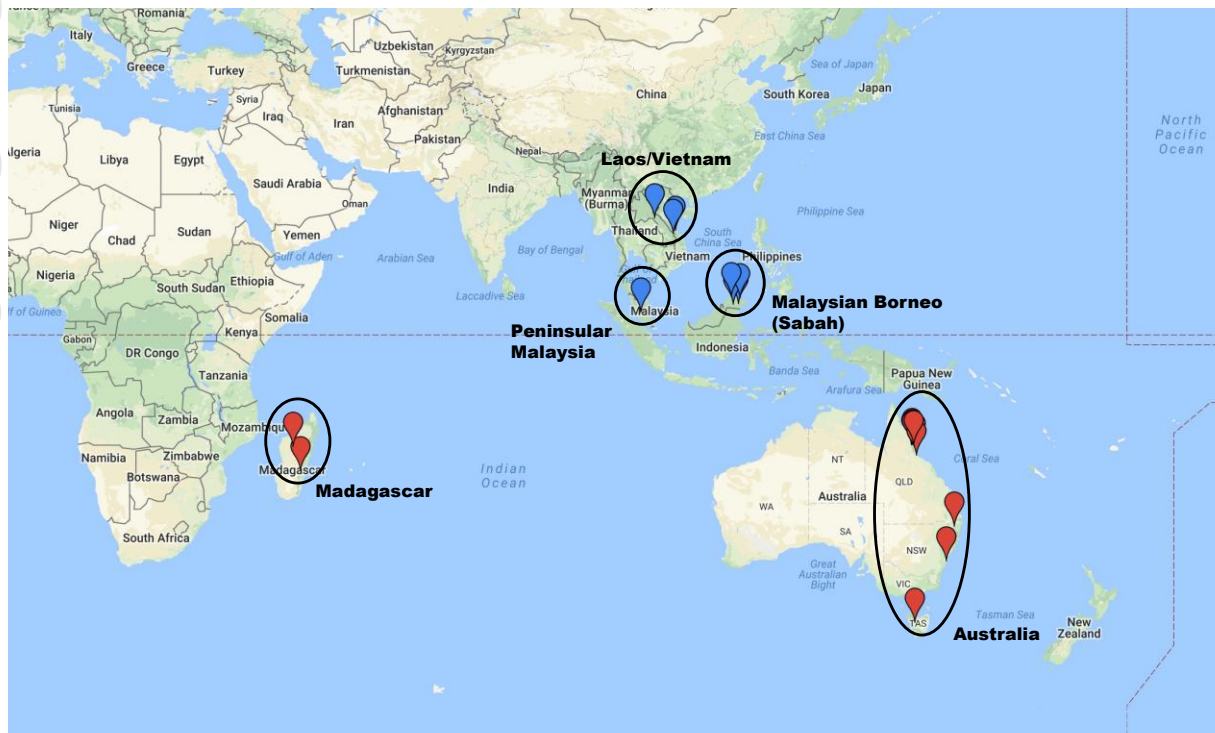 Romania
Italy
Greece
Turkey
Uzbekistan
Kyrgyzstan
Turkmenistan
Syria
Iraq
Iran
Afghanistan
Pakistan
Tunisia
Algeria
Libya
Egypt
Saudi Arabia
Oman
Yemen
Gulf of Aden
Niger
Chad
Sudan
Nigeria
South Sudan
Ethiopia
Somalia
Gabon
DR Congo
Kenya
Tanzania
Angola
Zambia
Mozambique
Namibia
Zimbabwe
Botswana
South Africa
Madagascar
Madagascar
China
Nepal
India
Myanmar
(Burma)
Laos/Vietnam
Thailand
Vietnam
Bay of Bengal
Arabian Sea
Laccadive Sea
Sea of Japan
South Korea
Japan
East China Sea
Philippine Sea
South
China Sea
Philippines
North
Pacific
Ocean
Malaysia
Peninsular
Malaysia
Malaysian Borneo
(Sabah)
Indonesia
Banda Sea
Arafura Sea
Papua New
Guinea
Coral Sea
Indian
Ocean
NT
QLD
Australia
WA
SA
NSW
VIC
TAS
Great
Australian
Bight
Tasman Sea
New
Zealand
Australia